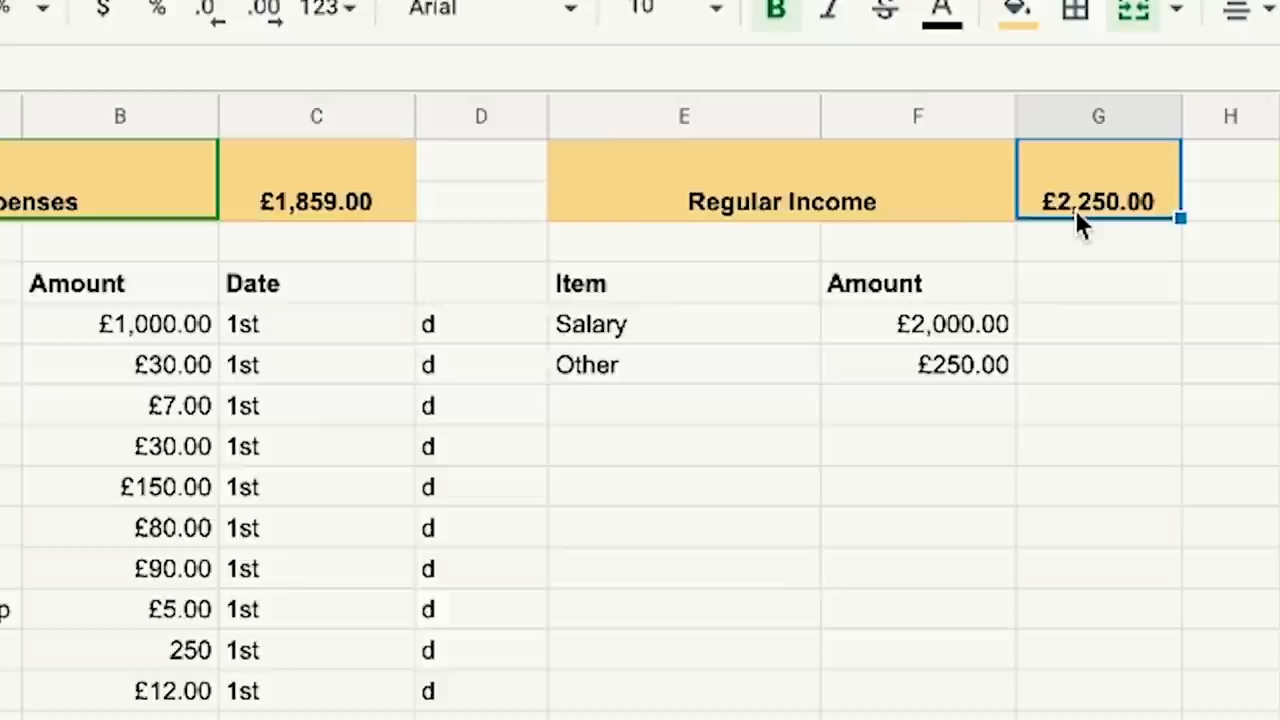 % $ % .0 .00 123 Arial 10 B I S A
B C D E F G H
penses £1,859.00 Regular Income £2,250.00
Amount Date Item Amount
£1,000.00 1st d Salary £2,000.00
£30.00 1st d Other £250.00
£7.00 1st d
£30.00 1st d
£150.00 1st d
£80.00 1st d
£90.00 1st d
p £5.00 1st d
250 1st d
£12.00 1st d